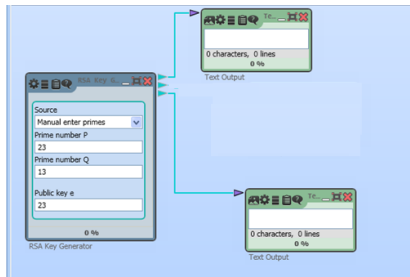 Te...
0 characters, 0 lines
0 %
Text Output
RSA Key G...
Source
Manual enter primes
Prime number P
23
Prime number Q
13
Public key e
23
0 %
RSA Key Generator
Te...
0 characters, 0 lines
0 %
Text Output